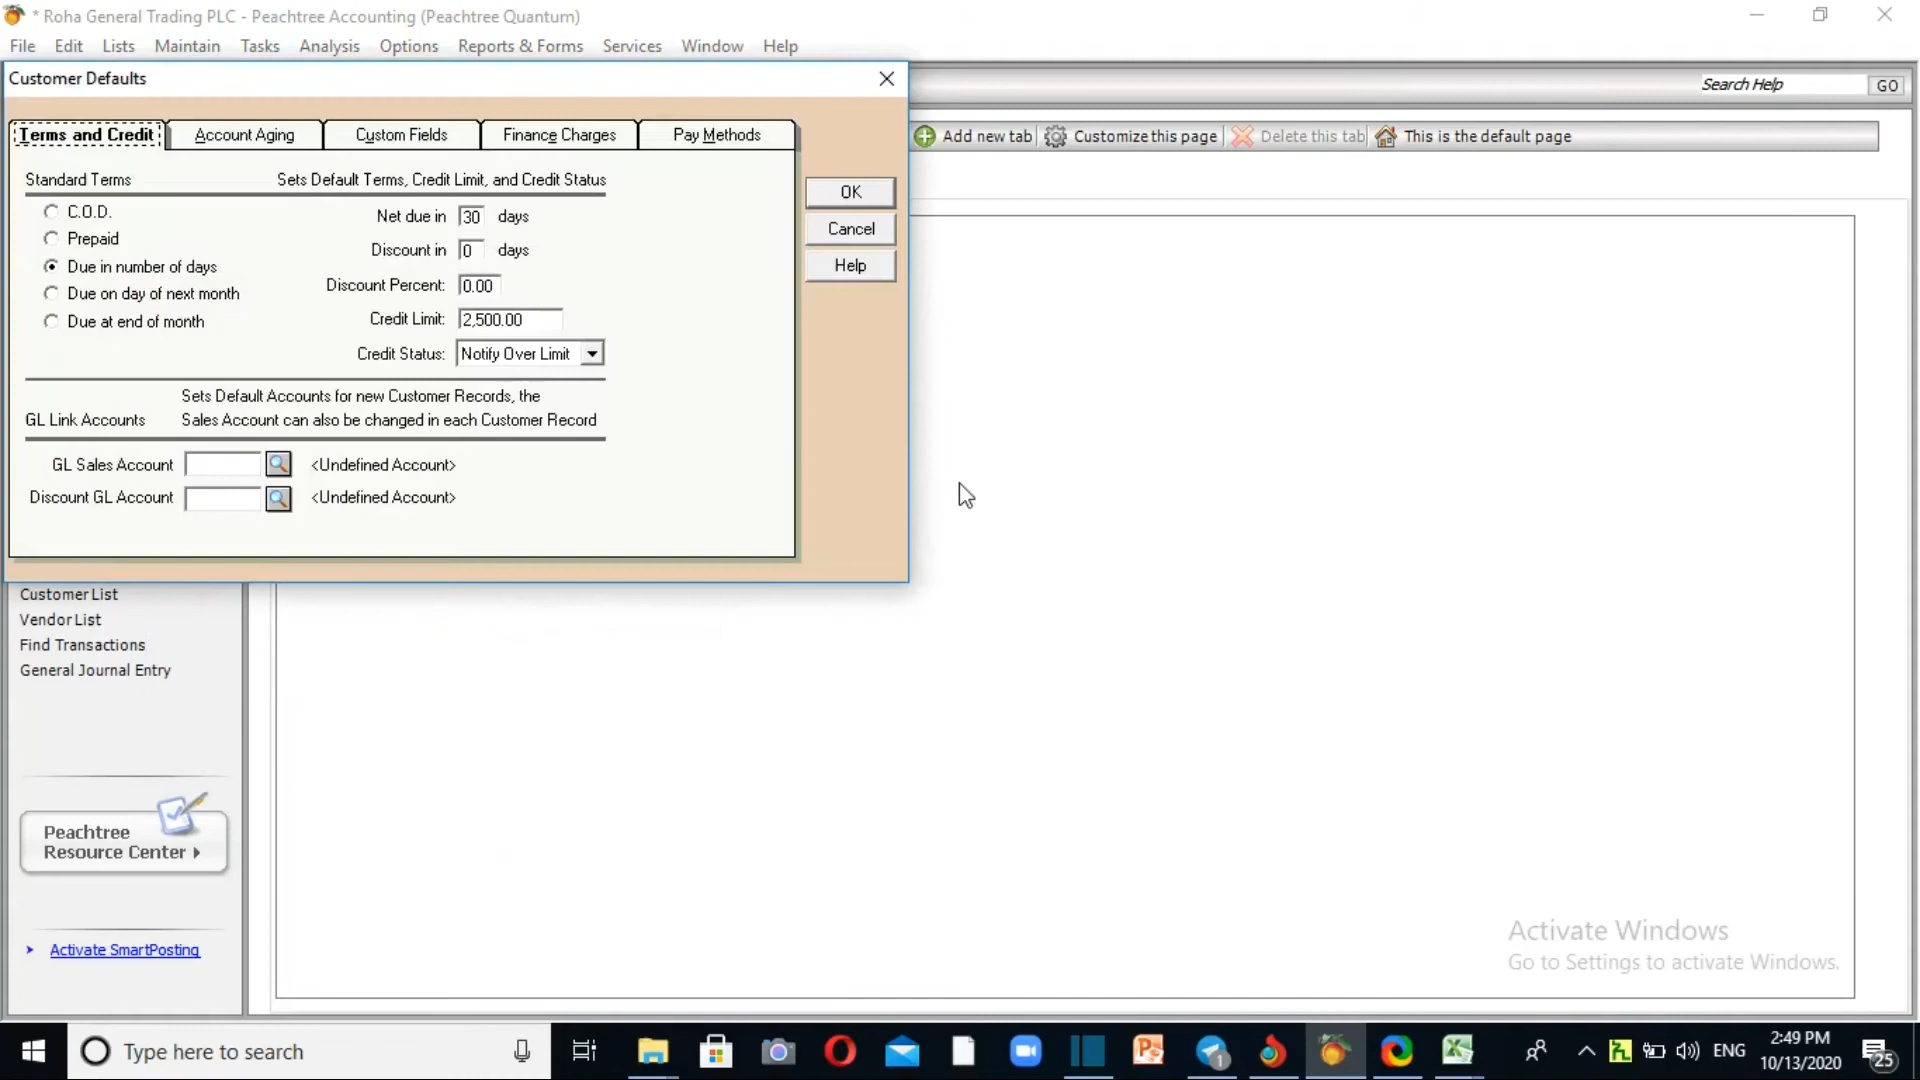 * Roha General Trading PLC - Peachtree Accounting (Peachtree Quantum)
File Edit Lists Maintain Tasks Analysis Options Reports & Forms Services Window Help
Customer Defaults
Search Help GO
Terms and Credit Account Aging Custom Fields Finance Charges Pay Methods
Add new tab Customize this page Delete this tab This is the default page
Standard Terms Sets Default Terms, Credit Limit, and Credit Status
OK
C.O.D. Net due in 30 days
Cancel
Prepaid Discount in 0 days
Help
Due in number of days Discount Percent: 0.00
Due on day of next month Credit Limit: 2,500.00
Due at end of month Credit Status: Notify Over Limit
Sets Default Accounts for new Customer Records, the
GL Link Accounts Sales Account can also be changed in each Customer Record
GL Sales Account <Undefined Account>
Discount GL Account <Undefined Account>
Customer List
Vendor List
Find Transactions
General Journal Entry
Peachtree
Resource Center
Activate SmartPosting
Activate Windows
Go to Settings to activate Windows.
Type here to search
1
ENG
2:49 PM
10/13/2020
25